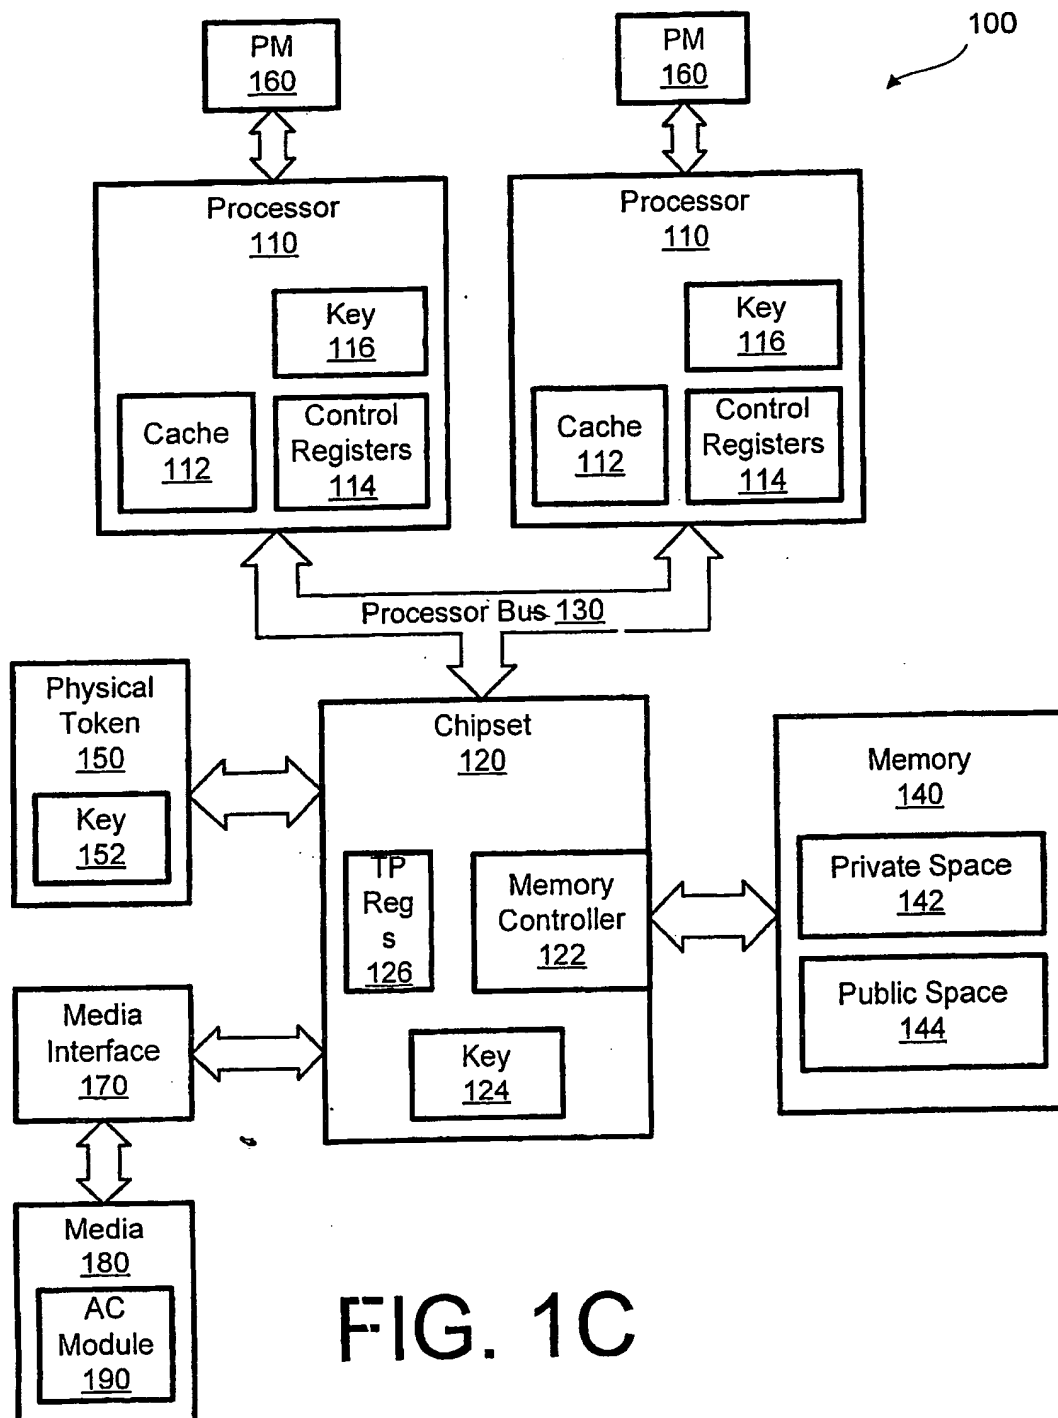 100
PM
160
PM
160
Processor
110
Key
116
Cache
112
Control
Registers
114
Processor
110
Key
116
Cache
112
Control
Registers
114
Processor Bus 130
Physical
Token
150
Key
152
Chipset
120
TP
Reg
s
126
Memory
Controller
122
Key
124
Memory
140
Private Space
142
Public Space
144
Media
Interface
170
Media
180
AC
Module
190
FIG. 1C